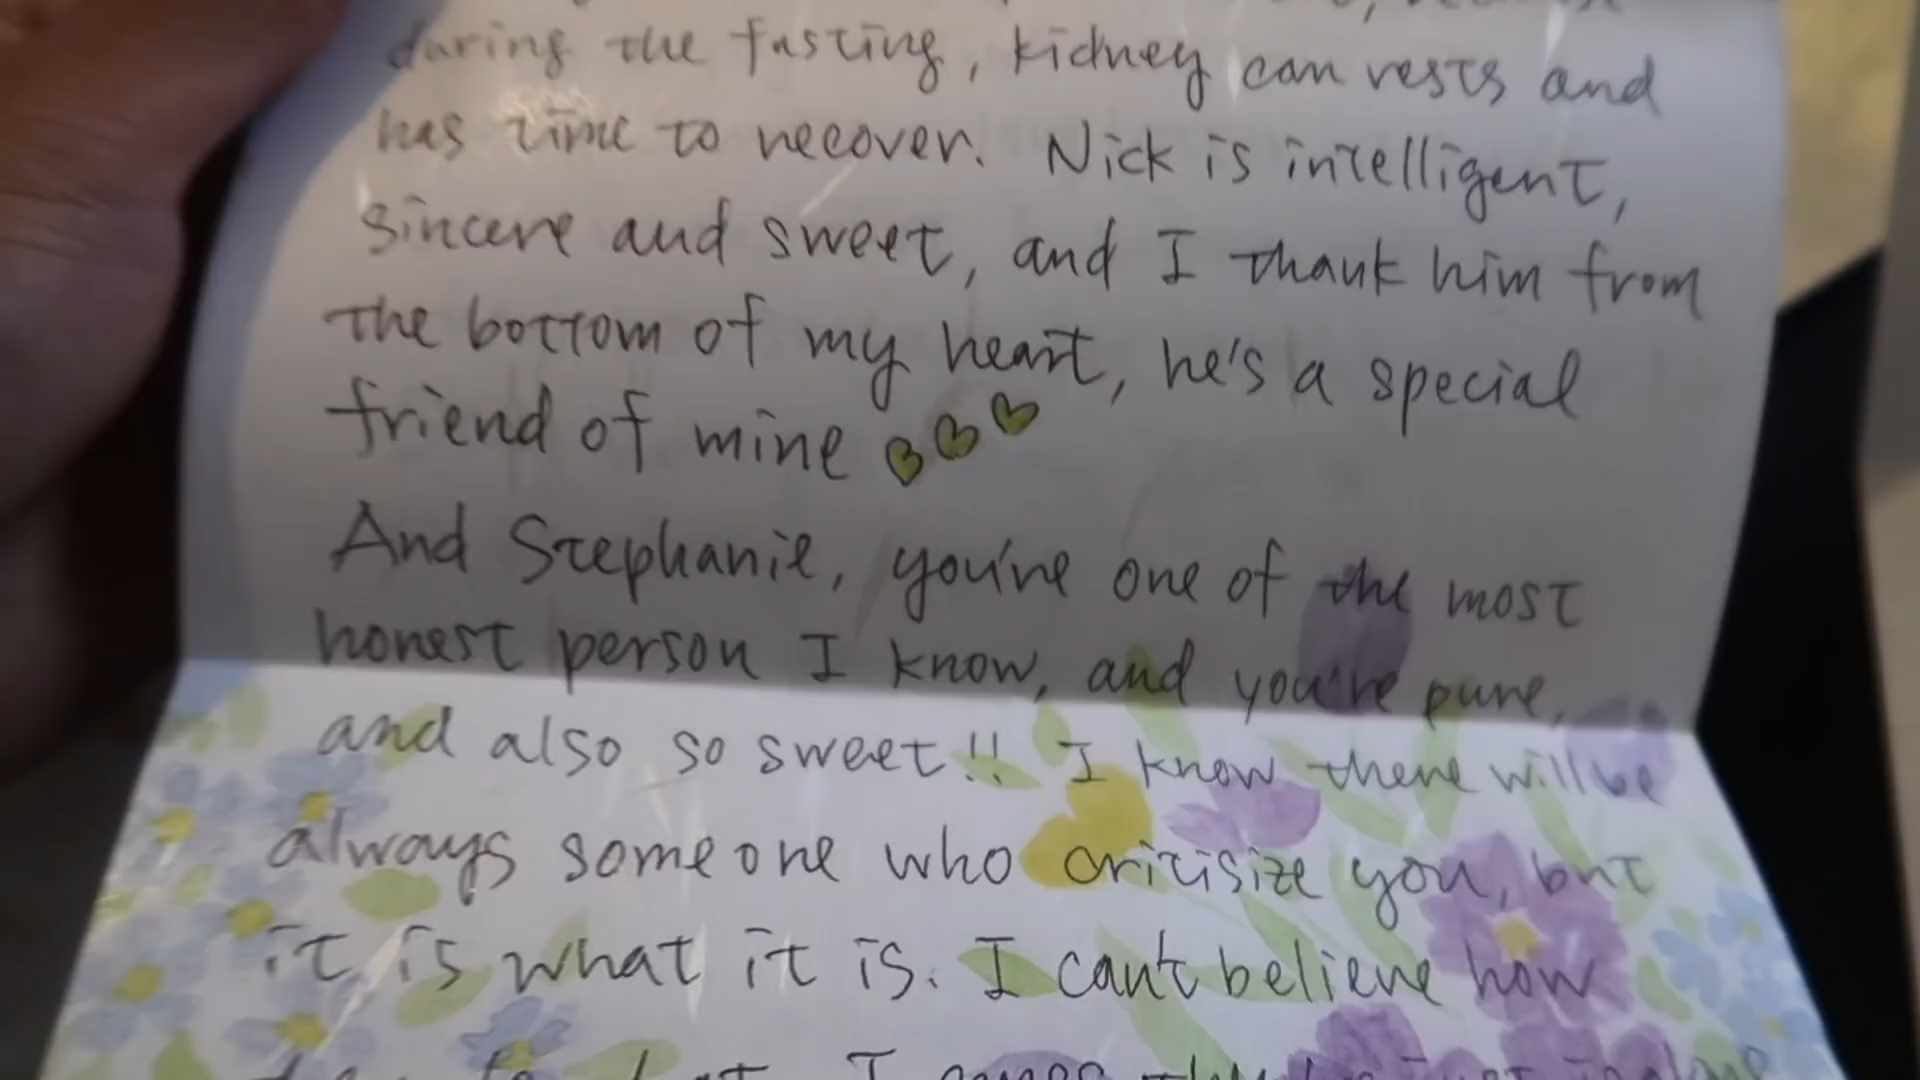 during the fasting, kidney can rests and
has time to recover. Nick is intelligent,
sincere and sweet, and I thank him from
the bottom of my heart, he's a special
friend of mine
And Stephanie, you're one of the most
honest person I know, and you're pure,
and also so sweet!! I know there will be
always someone who critisize you, but
it is what it is. I can't believe how